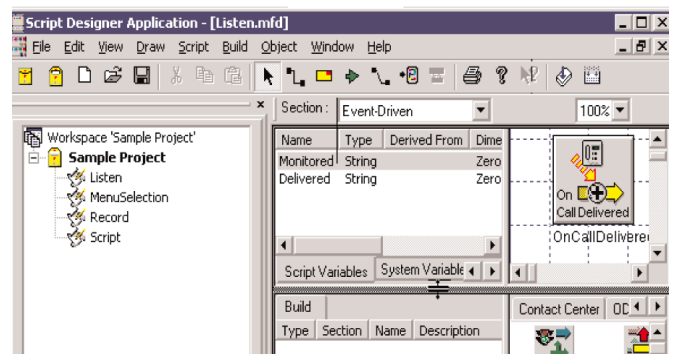 Script Designer Application - [Listen.mfd]
File Edit View Draw Script Build Object Window Help
Section : Event-Driven 100%
Workspace 'Sample Project'
Sample Project
Listen
MenuSelection
Record
Script
Name Type Derived From Dime
Monitored String Zero
Delivered String Zero
Script Variables System Variable
On
Call Delivered
OnCallDelivere
Build
Type Section Name Description
Contact Center